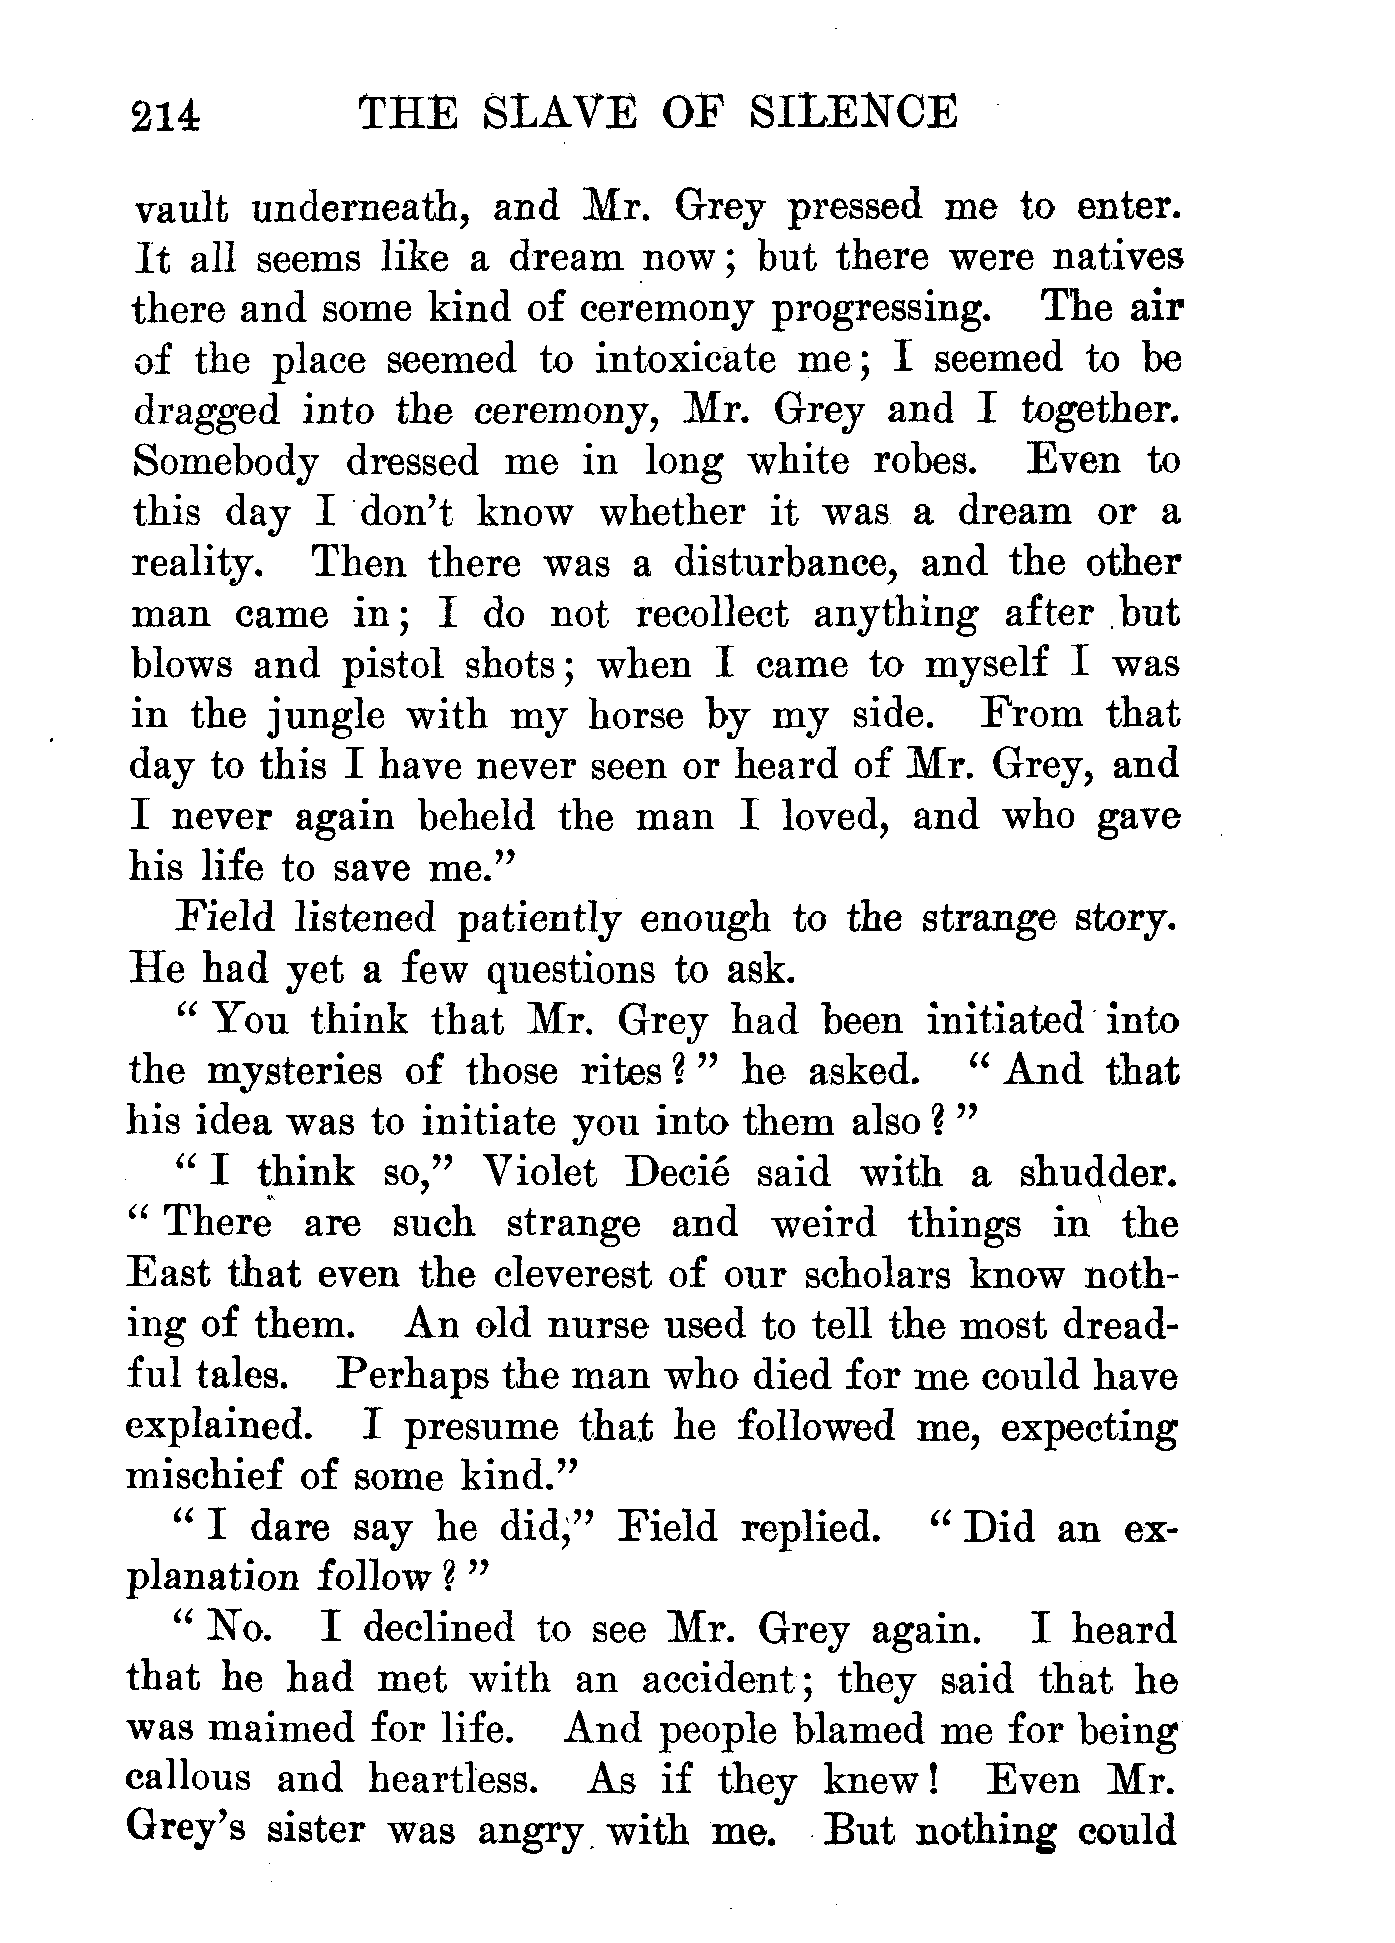 214 THE SLAVE OF SILENCE
vault underneath, and Mr. Grey pressed me to enter.
It all seems like a dream now; but there were natives
there and some kind of ceremony progressing. The air
of the place seemed to intoxicate me; I seemed to be
dragged into the ceremony, Mr. Grey and I together.
Somebody dressed me in long white robes. Even to
this day I don't know whether it was a dream or a
reality. Then there was a disturbance, and the other
man came in; I do not recollect anything after but
blows and pistol shots; when I came to myself I was
in the jungle with my horse by my side. From that
day to this I have never seen or heard of Mr. Grey, and
I never again beheld the man I loved, and who gave
his life to save me."
Field listened patiently enough to the strange story.
He had yet a few questions to ask.
"You think that Mr. Grey had been initiated into
the mysteries of those rites?" he asked. "And that
his idea was to initiate you into them also?"
"I think so," Violet Decié said with a shudder.
"There are such strange and weird things in the
East that even the cleverest of our scholars know noth-
ing of them. An old nurse used to tell the most dread-
ful tales. Perhaps the man who died for me could have
explained. I presume that he followed me, expecting
mischief of some kind."
"I dare say he did," Field replied. "Did an ex-
planation follow?"
"No. I declined to see Mr. Grey again. I heard
that he had met with an accident; they said that he
was maimed for life. And people blamed me for being
callous and heartless. As if they knew! Even Mr.
Grey's sister was angry with me. But nothing could